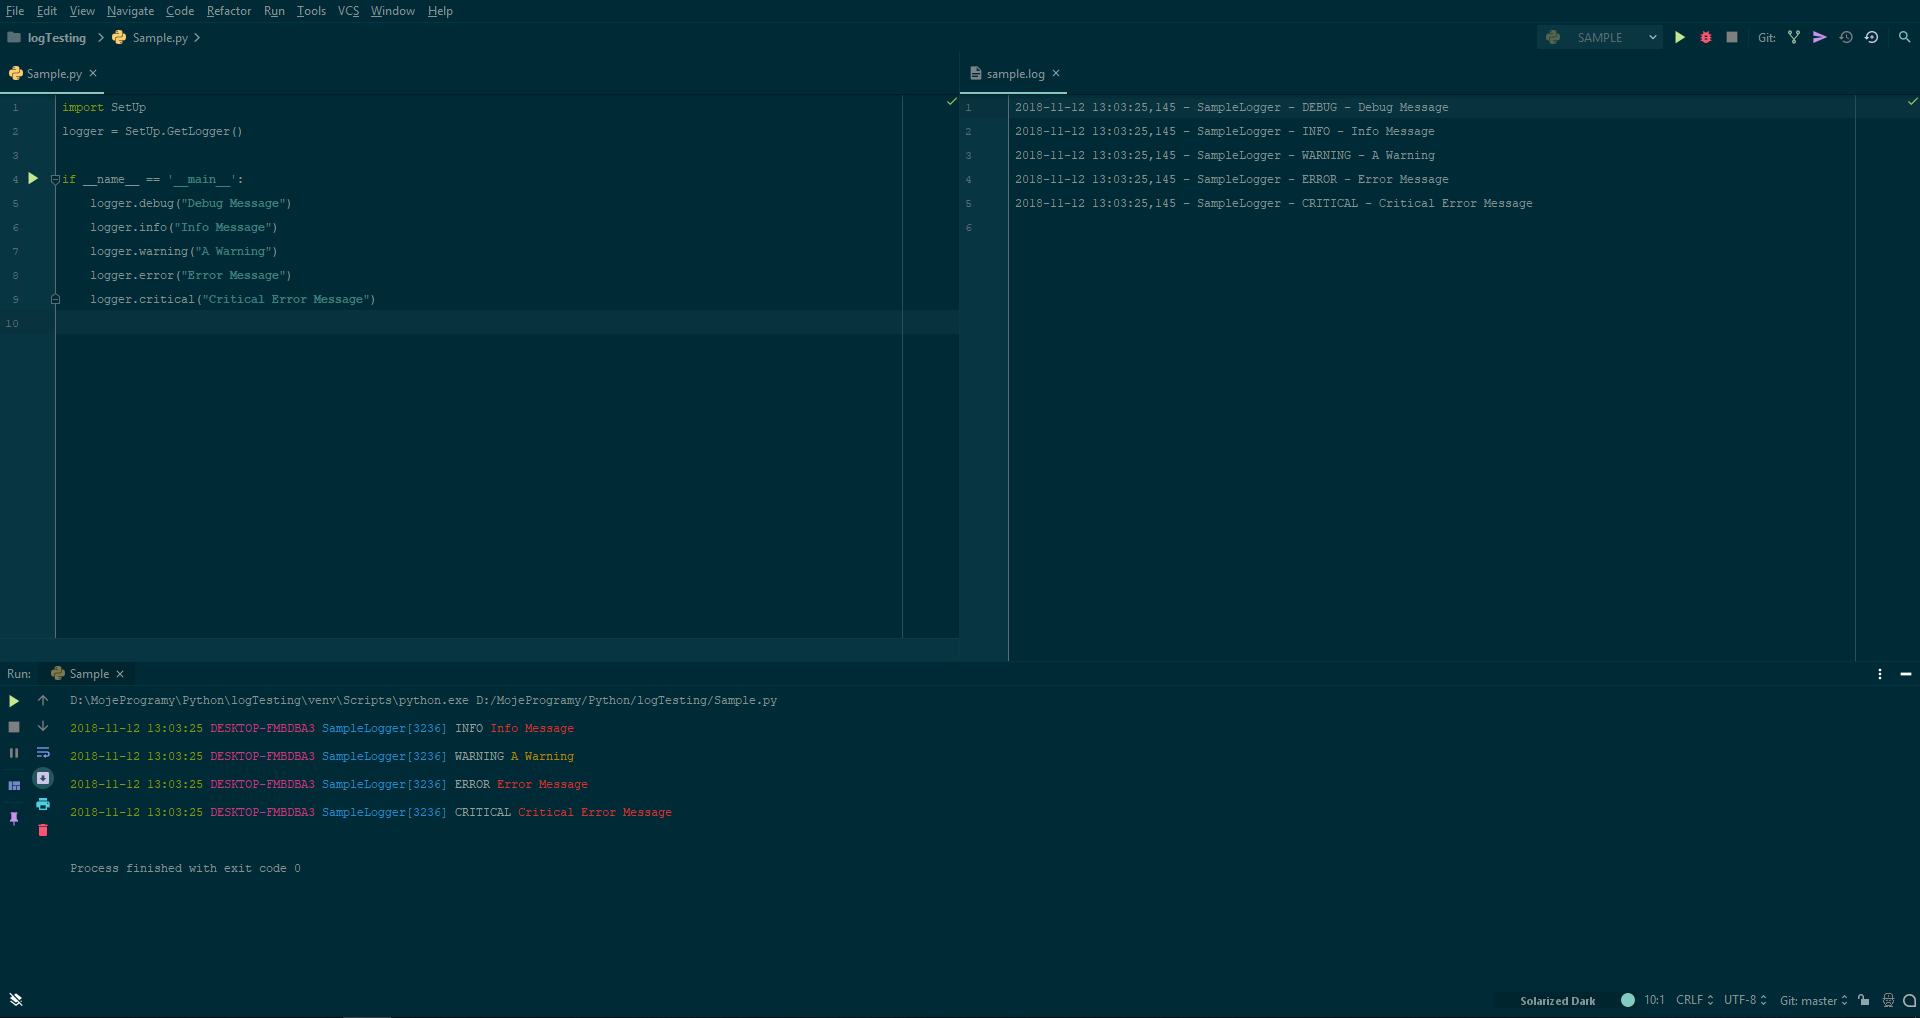 File Edit View Navigate Code Refactor Run Tools VCS Window Help
logTesting Sample.py
SAMPLE Git:
Sample.py
1 import SetUp
2 logger = SetUp.GetLogger()
3
4 if __name__ == '__main__':
5 logger.debug("Debug Message")
6 logger.info("Info Message")
7 logger.warning("A Warning")
8 logger.error("Error Message")
9 logger.critical("Critical Error Message")
10
sample.log
1 2018-11-12 13:03:25,145 - SampleLogger - DEBUG - Debug Message
2 2018-11-12 13:03:25,145 - SampleLogger - INFO - Info Message
3 2018-11-12 13:03:25,145 - SampleLogger - WARNING - A Warning
4 2018-11-12 13:03:25,145 - SampleLogger - ERROR - Error Message
5 2018-11-12 13:03:25,145 - SampleLogger - CRITICAL - Critical Error Message
6
Run: Sample
D:\MojeProgramy\Python\logTesting\venv\Scripts\python.exe D:/MojeProgramy/Python/logTesting/Sample.py
2018-11-12 13:03:25 DESKTOP-FMBDBA3 SampleLogger[3236] INFO Info Message
2018-11-12 13:03:25 DESKTOP-FMBDBA3 SampleLogger[3236] WARNING A Warning
2018-11-12 13:03:25 DESKTOP-FMBDBA3 SampleLogger[3236] ERROR Error Message
2018-11-12 13:03:25 DESKTOP-FMBDBA3 SampleLogger[3236] CRITICAL Critical Error Message
Process finished with exit code 0
Solarized Dark 10:1 CRLF UTF-8 Git: master